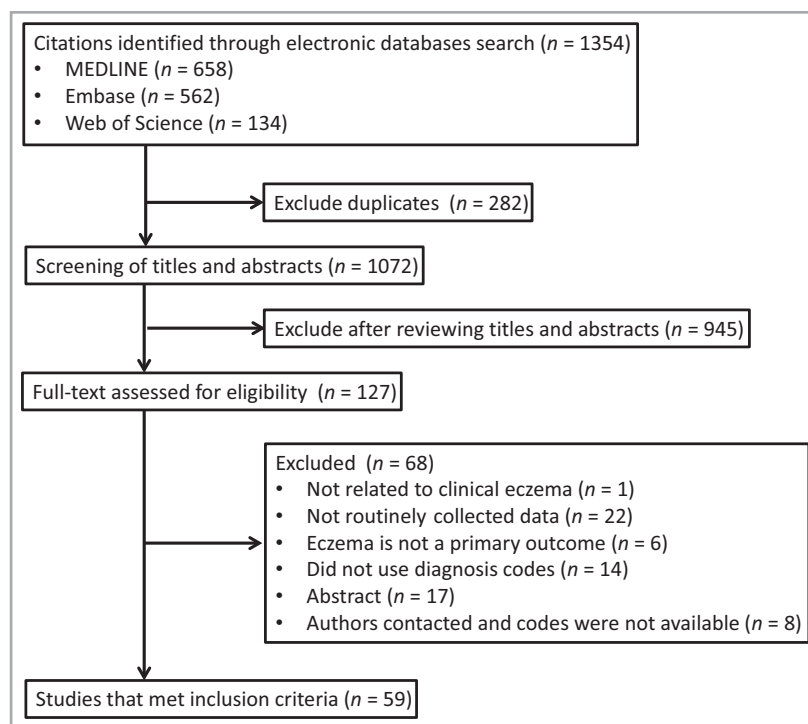 Citations identified through electronic databases search (n = 1354)
• MEDLINE (n = 658)
• Embase (n = 562)
• Web of Science (n = 134)
Exclude duplicates (n = 282)
Screening of titles and abstracts (n = 1072)
Exclude after reviewing titles and abstracts (n = 945)
Full-text assessed for eligibility (n = 127)
Excluded (n = 68)
• Not related to clinical eczema (n = 1)
• Not routinely collected data (n = 22)
• Eczema is not a primary outcome (n = 6)
• Did not use diagnosis codes (n = 14)
• Abstract (n = 17)
• Authors contacted and codes were not available (n = 8)
Studies that met inclusion criteria (n = 59)